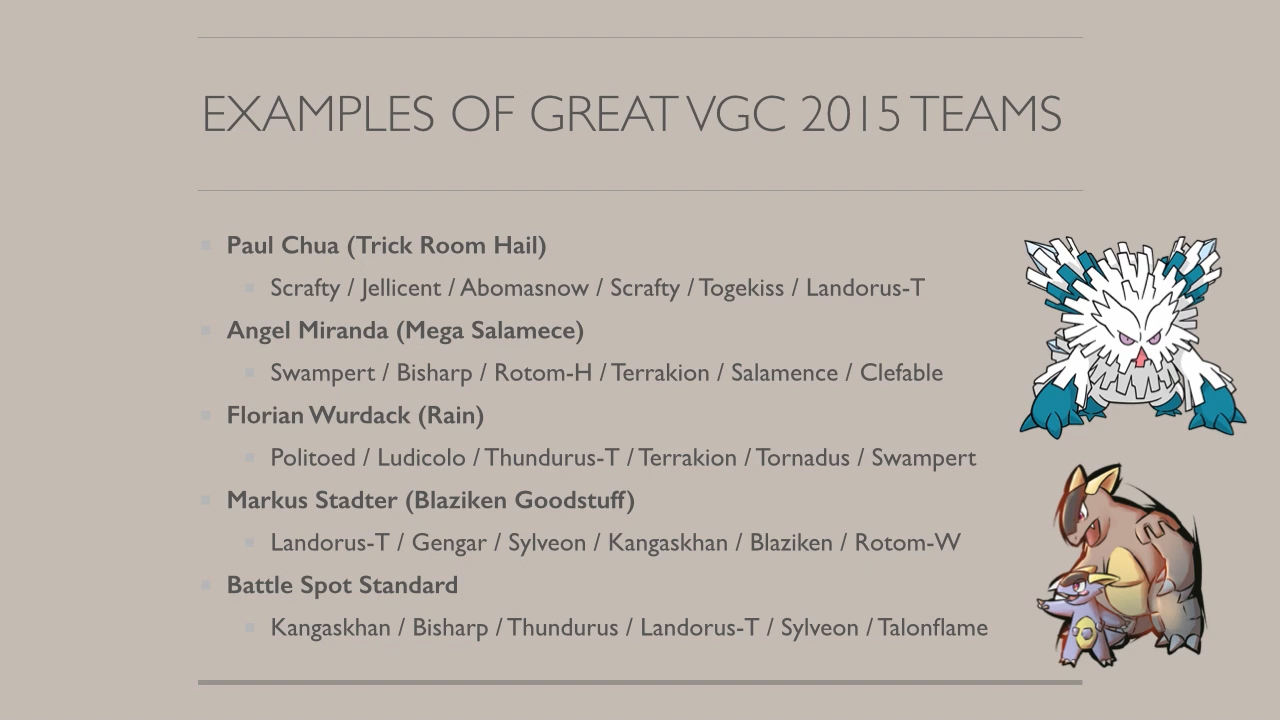 EXAMPLES OF GREAT VGC 2015 TEAMS
Paul Chua (Trick Room Hail)
Scrafty / Jellicent / Abomasnow / Scrafty / Togekiss / Landorus-T
Angel Miranda (Mega Salamece)
Swampert / Bisharp / Rotom-H / Terrakion / Salamence / Clefable
Florian Wurdack (Rain)
Politoed / Ludicolo / Thundurus-T / Terrakion / Tornadus / Swampert
Markus Stadter (Blaziken Goodstuff)
Landorus-T / Gengar / Sylveon / Kangaskhan / Blaziken / Rotom-W
Battle Spot Standard
Kangaskhan / Bisharp / Thundurus / Landorus-T / Sylveon / Talonflame